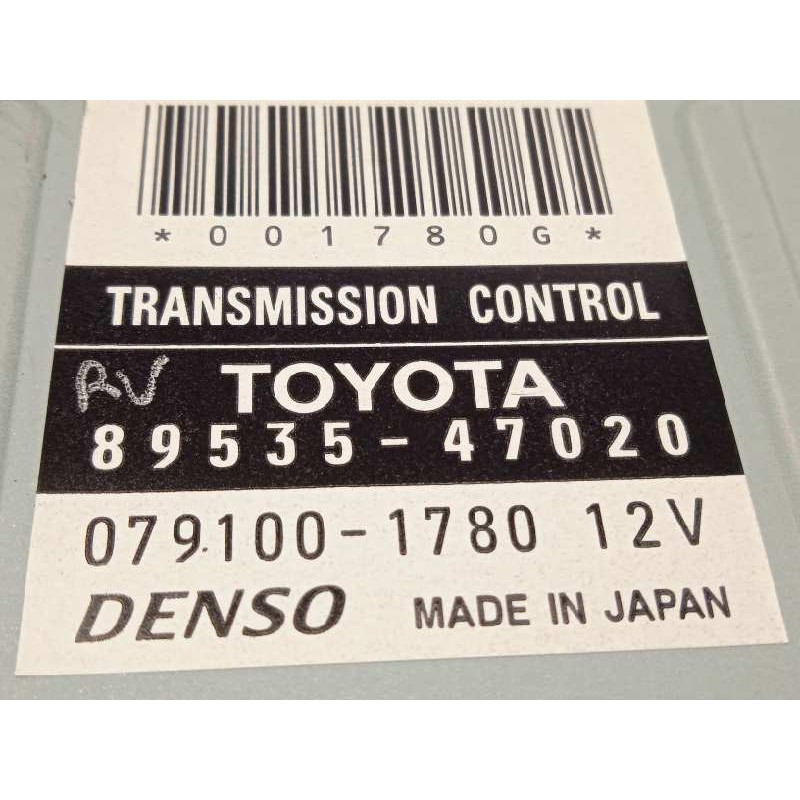 *001780G*
TRANSMISSION CONTROL
RV TOYOTA
89535-47020
079100-1780 12V
DENSO MADE IN JAPAN